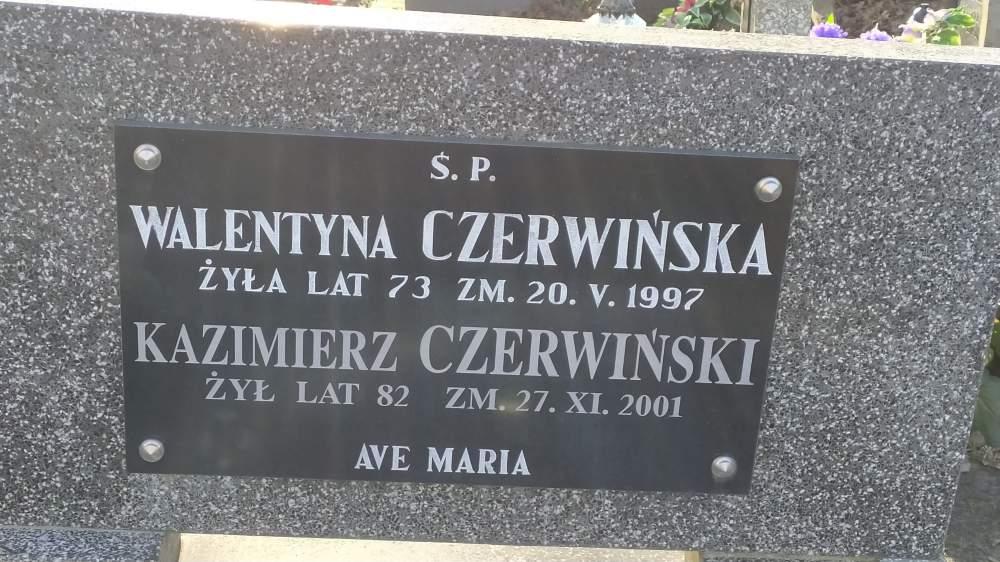 Ś. P.
WALENTYNA CZERWIŃSKA
ŻYŁA LAT 73 ZM. 20. V. 1997
KAZIMIERZ CZERWIŃSKI
ŻYŁ LAT 82 ZM. 27. XI. 2001
AVE MARIA